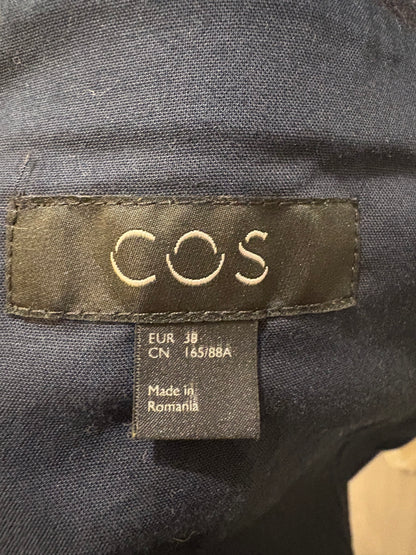 COS
EUR 38
CN 165/88A
Made in
Romania